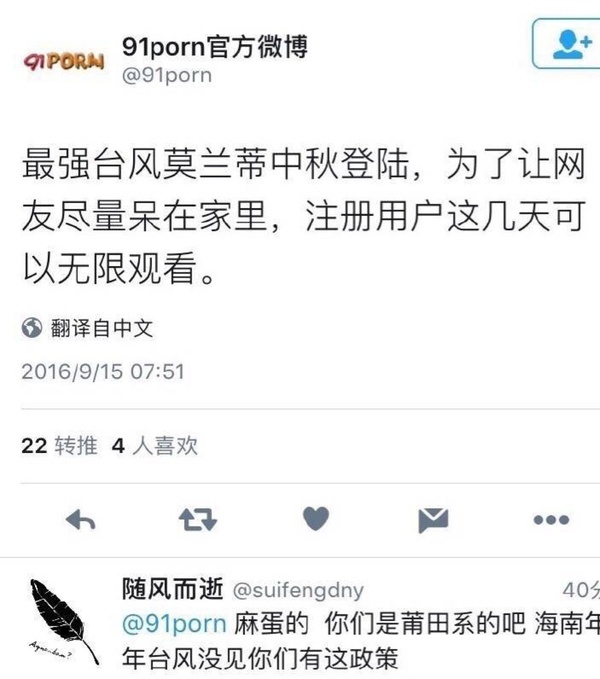 91PORN
91porn官方微博
@91porn
最强台风莫兰蒂中秋登陆，为了让网
友尽量呆在家里，注册用户这几天可
以无限观看。
翻译自中文
2016/9/15 07:51
22 转推 4 人喜欢
随风而逝 @suifengdny 40分
@91porn 麻蛋的 你们是莆田系的吧 海南年
年台风没见你们有这政策